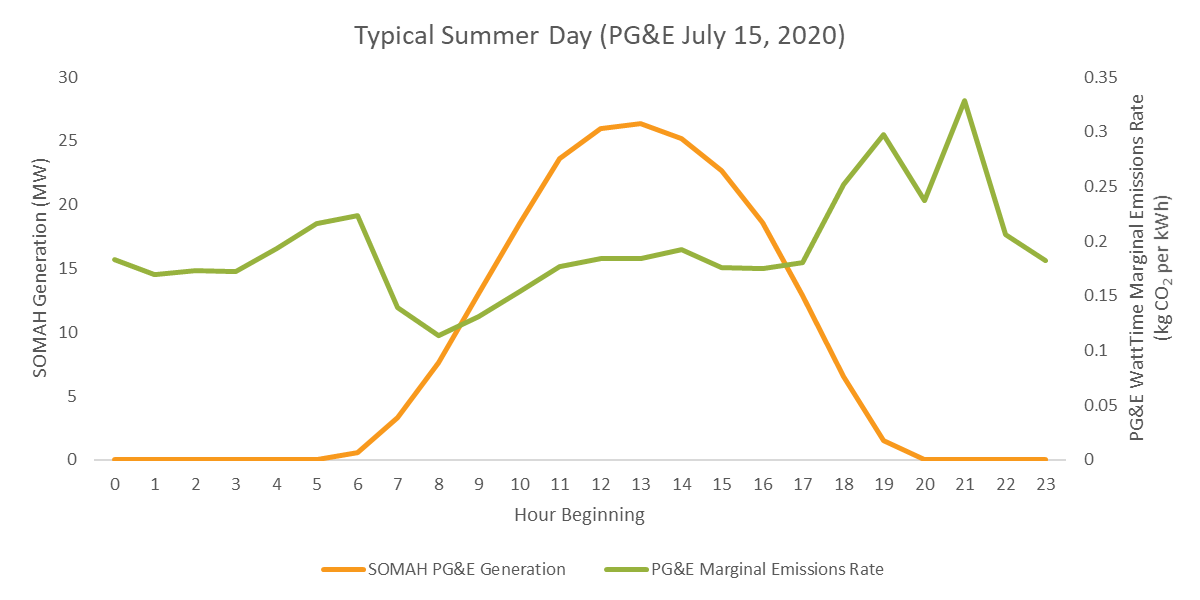 Typical Summer Day (PG&E July 15, 2020)
SOMAH Generation (MW)
30
25
20
15
10
5
0
0.35
0.3
0.25
0.2
0.15
0.1
0.05
0
PG&E WattTime Marginal Emissions Rate
(kg CO₂ per kWh)
0 1 2 3 4 5 6 7 8 9 10 11 12 13 14 15 16 17 18 19 20 21 22 23
Hour Beginning
SOMAH PG&E Generation
PG&E Marginal Emissions Rate